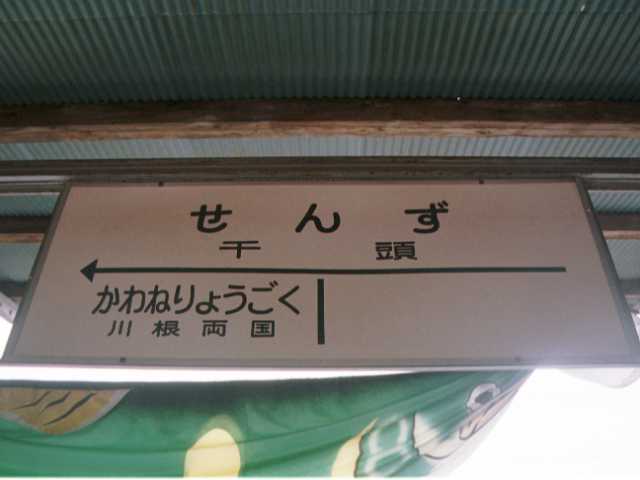 せんず
千頭
かわねりょうごく
川根両国